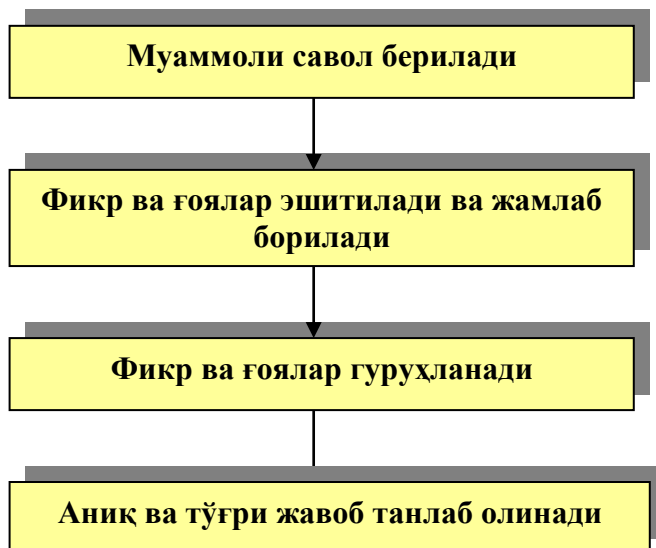 Муаммоли савол берилади
Фикр ва ғоялар эшитилади ва жамлаб
борилади
Фикр ва ғоялар гуруҳланади
Аниқ ва тўғри жавоб танлаб олинади